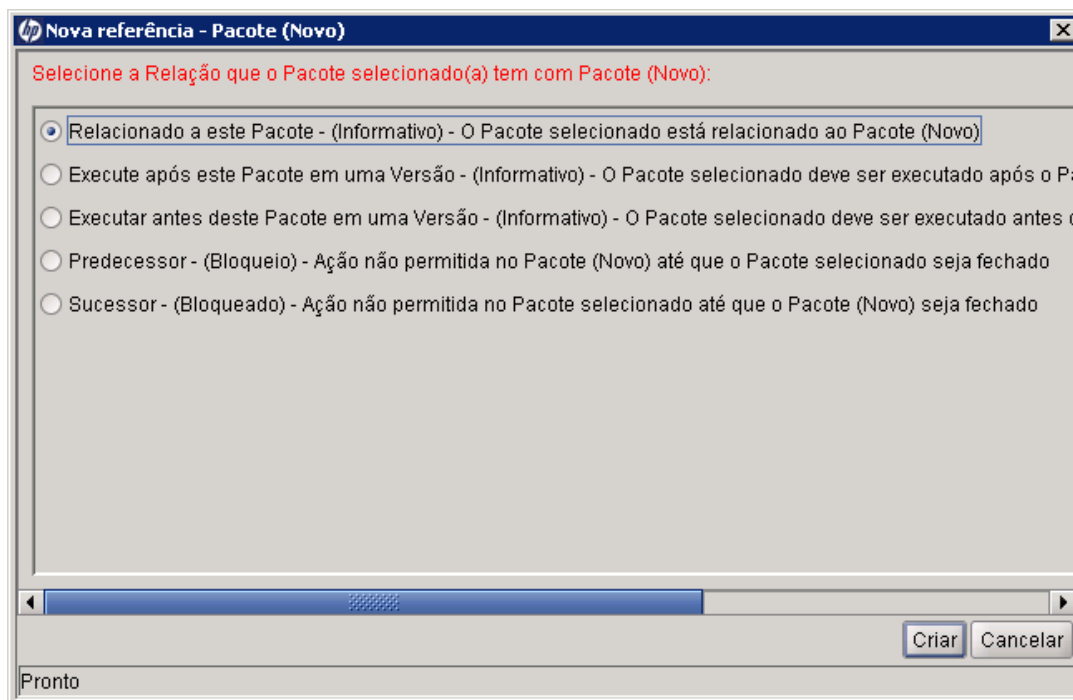 hp Nova referência - Pacote (Novo)
Selecione a Relação que o Pacote selecionado(a) tem com Pacote (Novo):
Relacionado a este Pacote - (Informativo) - O Pacote selecionado está relacionado ao Pacote (Novo)
Execute após este Pacote em uma Versão - (Informativo) - O Pacote selecionado deve ser executado após o
Executar antes deste Pacote em uma Versão - (Informativo) - O Pacote selecionado deve ser executado antes
Predecessor - (Bloqueio) - Ação não permitida no Pacote (Novo) até que o Pacote selecionado seja fechado
Sucessor - (Bloqueado) - Ação não permitida no Pacote selecionado até que o Pacote (Novo) seja fechado
Criar Cancelar
Pronto